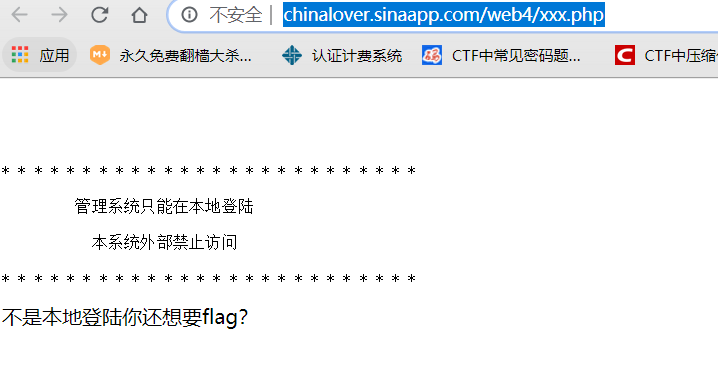 不安全 chinalover.sinaapp.com/web4/xxx.php
应用 M↓ 永久免费翻樯大杀... 认证计费系统 CTF中常见密码题... C CTF中压缩
* * * * * * * * * * * * * * * * * * * * * * * * * *
管理系统只能在本地登陆
本系统外部禁止访问
* * * * * * * * * * * * * * * * * * * * * * * * * *
不是本地登陆你还想要flag?